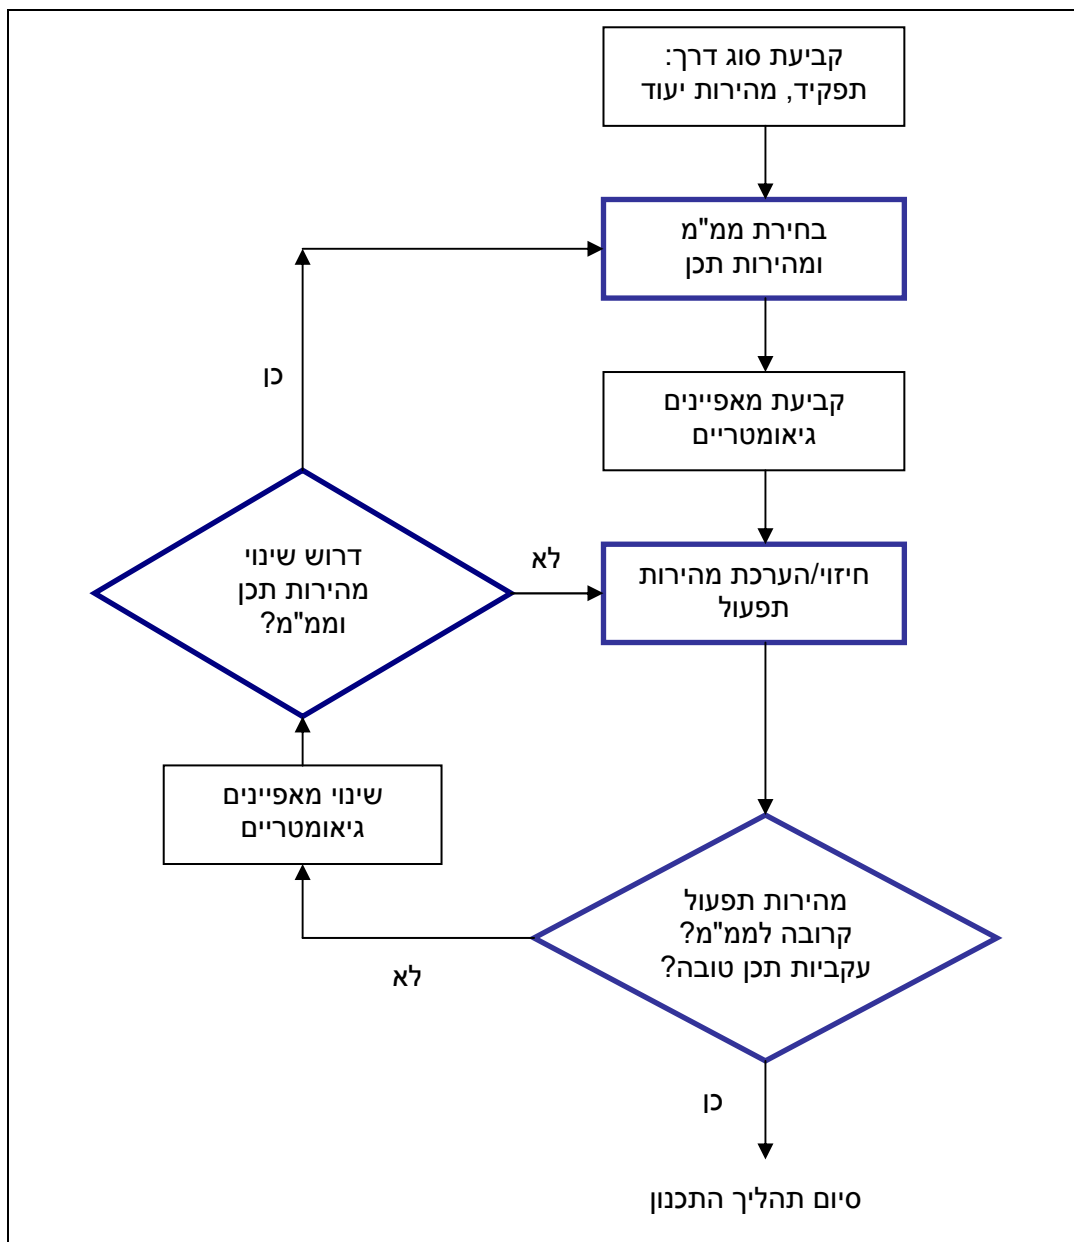 קביעת סוג דרך:
תפקיד, מהירות יעוד
בחירת ממ"מ
ומהירות תכן
כן
קביעת מאפיינים
גיאומטריים
דרוש שינוי
מהירות תכן
וממ"מ?
לא
חיזוי/הערכת מהירות
תפעול
שינוי מאפיינים
גיאומטריים
מהירות תפעול
קרובה לממ"מ?
עקביות תכן טובה?
לא
כן
סיום תהליך התכנון